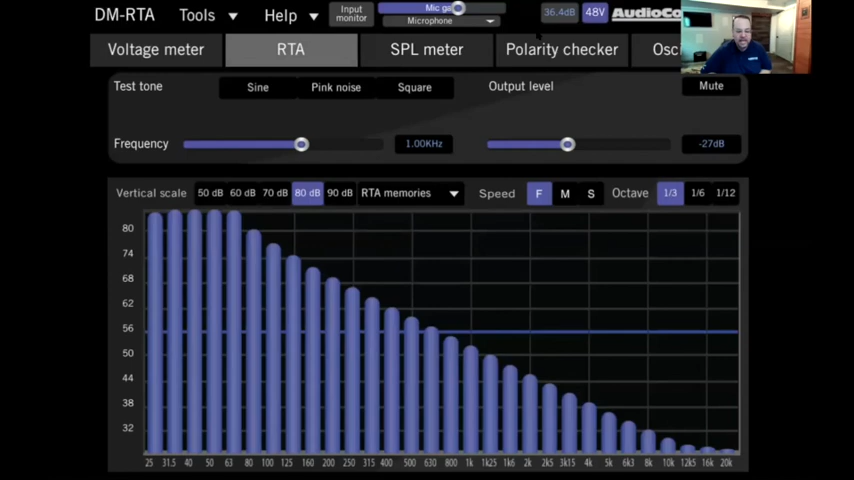 DM-RTA Tools Help Input monitor Mic ga 36.4dB 48V AudioCo
Microphone
Voltage meter RTA SPL meter Polarity checker Osci
Test tone Sine Pink noise Square Output level Mute
Frequency 1.00KHz -27dB
Vertical scale 50 dB 60 dB 70 dB 80 dB 90 dB RTA memories Speed F M S Octave 1/3 1/6 1/12
80
74
68
62
56
50
44
38
32
25 31.5 40 50 63 80 100 125 160 200 250 315 400 500 630 800 1k 1k25 1k6 2k 2k5 3k15 4k 5k 6k3 8k 10k 12k5 16k 20k